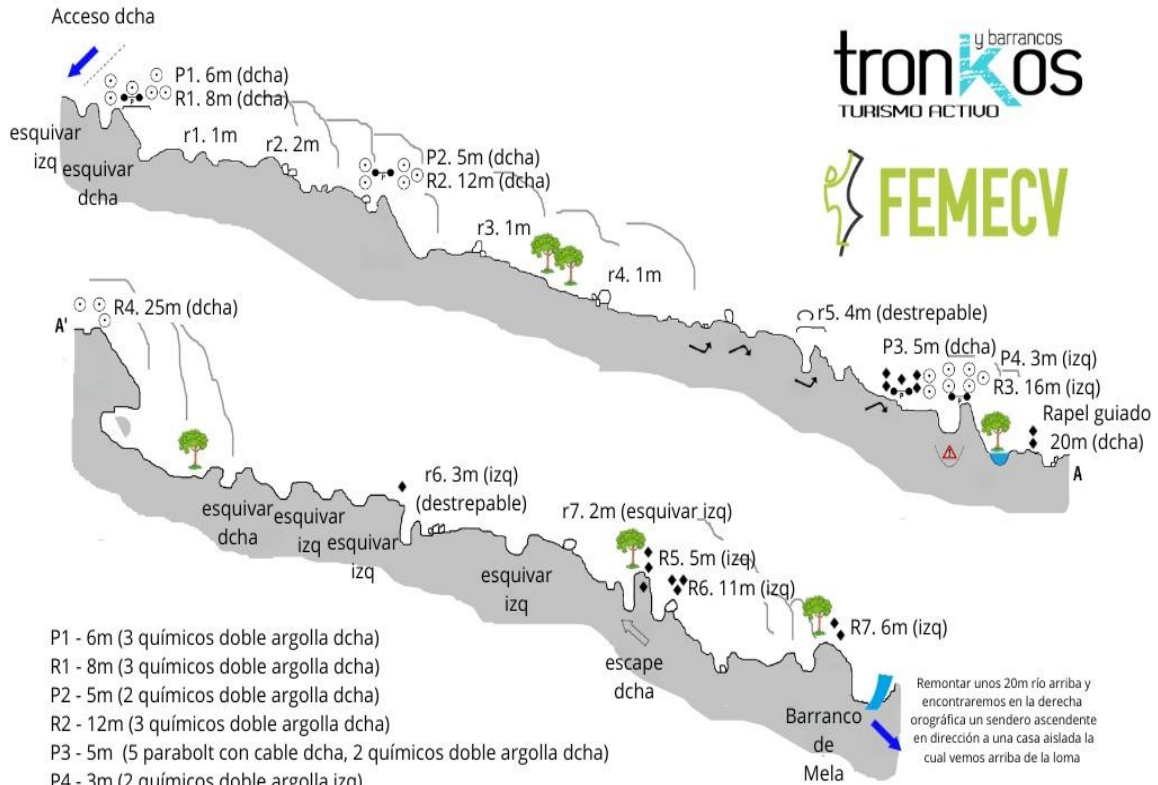 Acceso dcha
tronkos
y barrancos
TURISMO ACTIVO
FEMECV
P1. 6m (dcha)
R1. 8m (dcha)
esquivar
izq
esquivar
dcha
r1. 1m
r2. 2m
P
P2. 5m (dcha)
R2. 12m (dcha)
P
r3. 1m
r4. 1m
r5. 4m (destrepable)
P3. 5m (dcha)
P4. 3m (izq)
R3. 16m (izq)
P
P
Rapel guiado
20m (dcha)
A
A'
R4. 25m (dcha)
esquivar
dcha
esquivar
izq
esquivar
izq
r6. 3m (izq)
(destrepable)
esquivar
izq
r7. 2m (esquivar izq)
R5. 5m (izq)
R6. 11m (izq)
escape
dcha
R7. 6m (izq)
Barranco
de
Mela
Remontar unos 20m río arriba y
encontraremos en la derecha
orográfica un sendero ascendente
en dirección a una casa aislada la
cual vemos arriba de la loma
P1 - 6m (3 químicos doble argolla dcha)
R1 - 8m (3 químicos doble argolla dcha)
P2 - 5m (2 químicos doble argolla dcha)
R2 - 12m (3 químicos doble argolla dcha)
P3 - 5m (5 parabolt con cable dcha, 2 químicos doble argolla dcha)
P4 - 3m (2 químicos doble argolla izq)